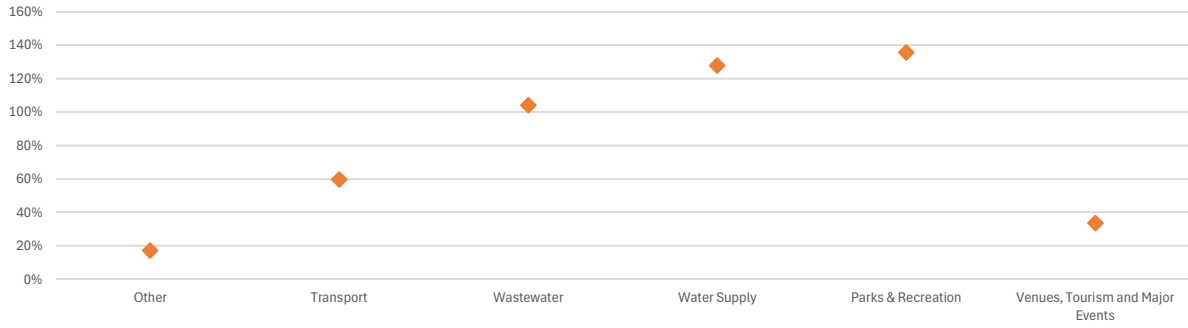 160%
140%
120%
100%
80%
60%
40%
20%
0%
Other
Transport
Wastewater
Water Supply
Parks & Recreation
Venues, Tourism and Major
Events